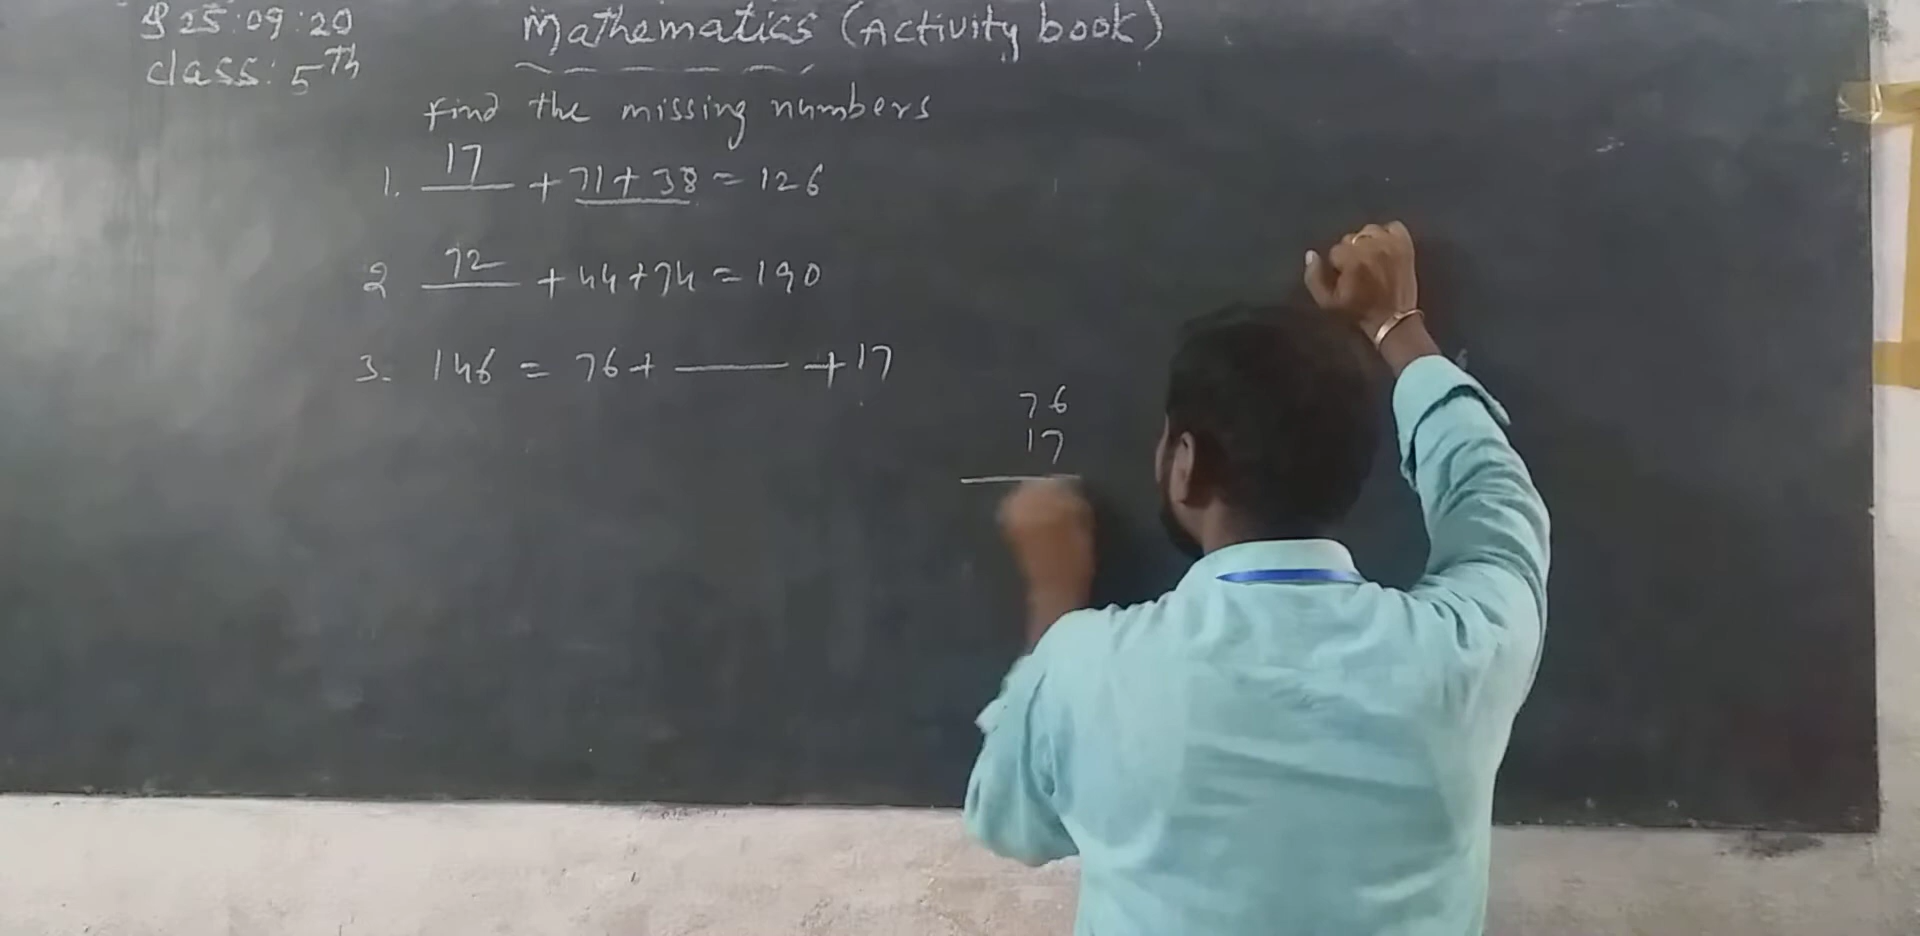 25:09:20
class: 5Th
Mathematics (Activity book)
Find the missing numbers
1. 17 + 71 + 38 = 126
2 72 + 44 + 74 = 190
3. 146 = 76 + ____ + 17
76
17